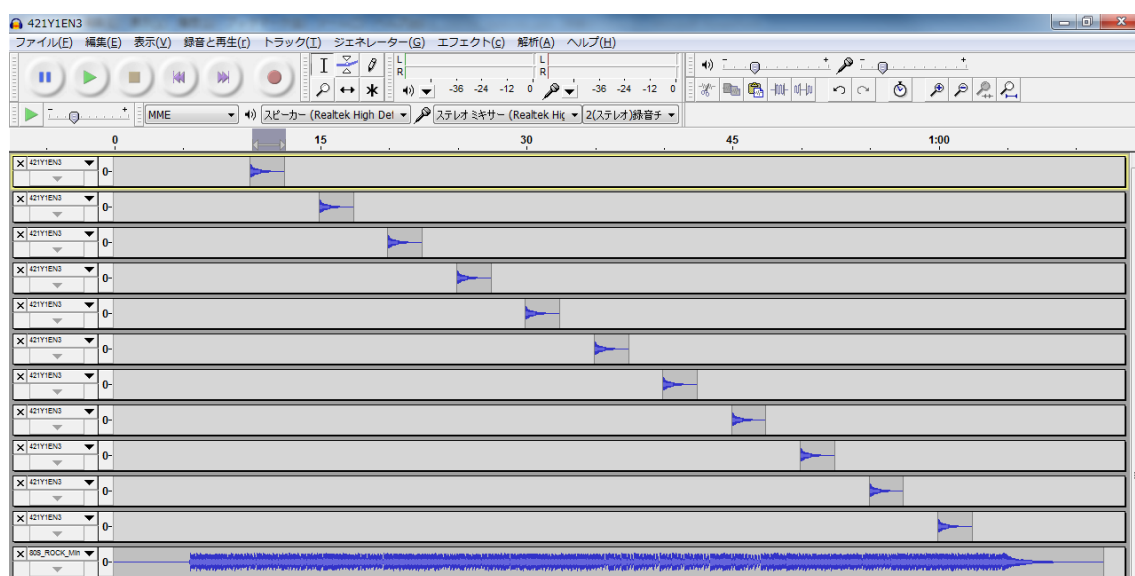 421Y1EN3
ファイル(F) 編集(E) 表示(V) 録音と再生(r) トラック(T) ジェネレーター(G) エフェクト(c) 解析(A) ヘルプ(H)
L L
R R
-36 -24 -12 0 -36 -24 -12 0
MME スピーカー (Realtek High Det ステレオ ミキサー (Realtek Hig 2(ステレオ)録音チ
0 15 30 45 1:00
421Y1EN3 0-
421Y1EN3 0-
421Y1EN3 0-
421Y1EN3 0-
421Y1EN3 0-
421Y1EN3 0-
421Y1EN3 0-
421Y1EN3 0-
421Y1EN3 0-
421Y1EN3 0-
421Y1EN3 0-
80S_ROCK_Min 0-